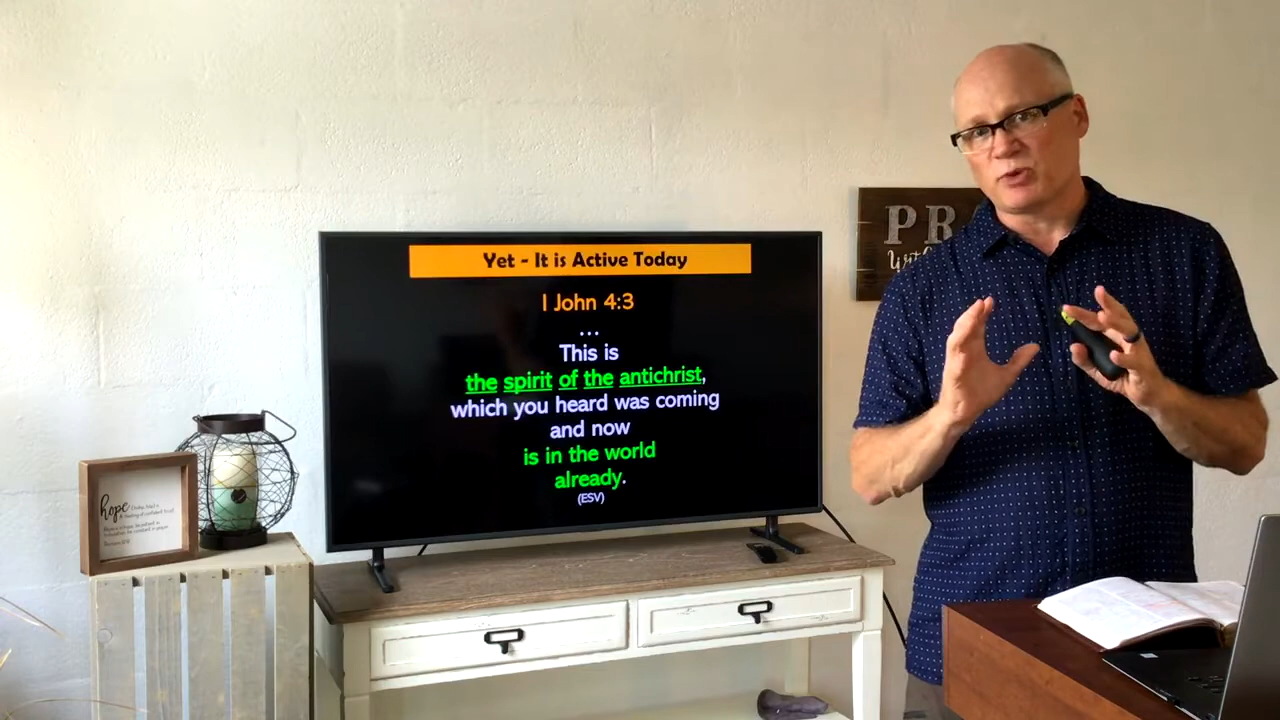 Yet - It is Active Today
I John 4:3
...
This is
the spirit of the antichrist,
which you heard was coming
and now
is in the world
already.
(ESV)
PRA
hope